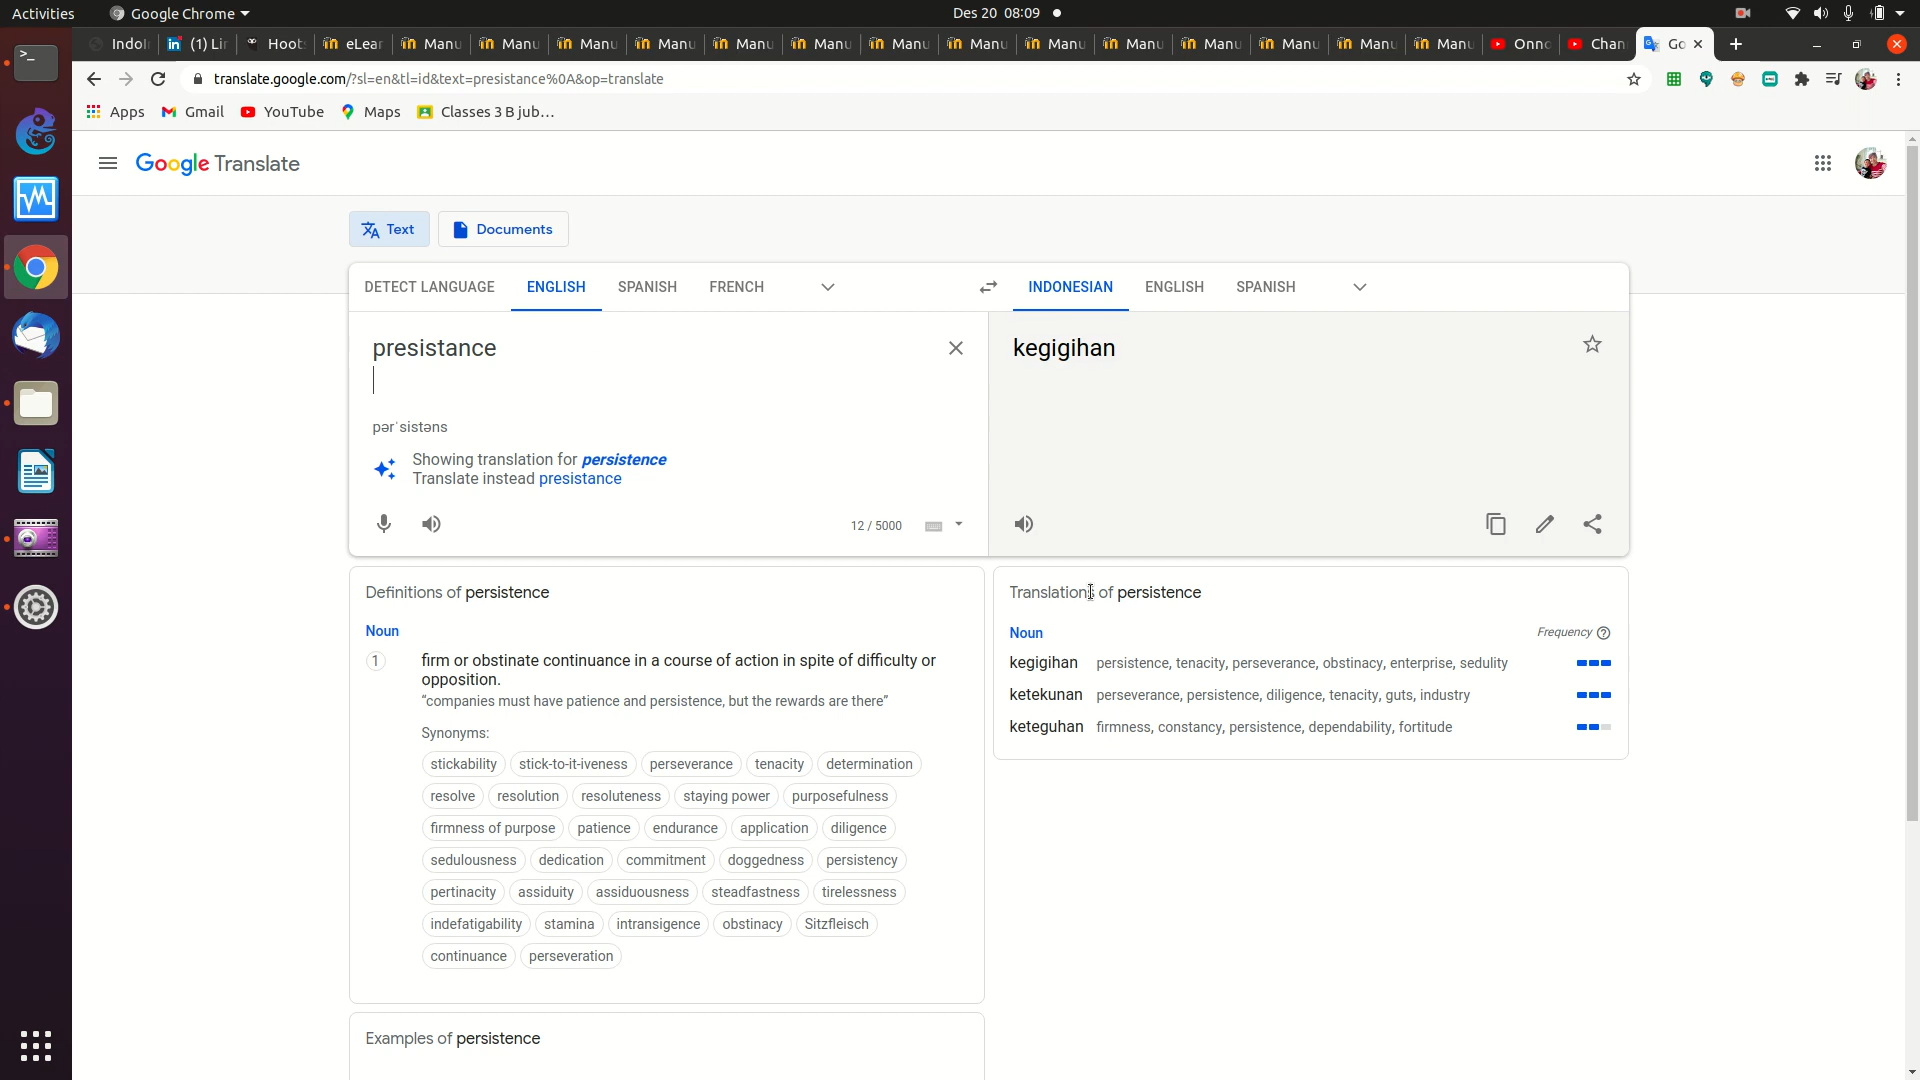 Activities Google Chrome Des 20 08:09
Indol (1) Li Hoot: eLear Manu Manu Manu Manu Manu Manu Manu Manu Manu Manu Manu Manu Manu Manu Onno Chan Go
translate.google.com/?sl=en&tl=id&text=presistance%0A&op=translate
Apps Gmail YouTube Maps Classes 3 B jub...
Google Translate
Text Documents
DETECT LANGUAGE ENGLISH SPANISH FRENCH INDONESIAN ENGLISH SPANISH
presistance
kegigihan
pərˈsistəns
Showing translation for persistence
Translate instead presistance
12 / 5000
Definitions of persistence
Noun
1 firm or obstinate continuance in a course of action in spite of difficulty or
opposition.
“companies must have patience and persistence, but the rewards are there”
Synonyms:
stickability stick-to-it-iveness perseverance tenacity determination
resolve resolution resoluteness staying power purposefulness
firmness of purpose patience endurance application diligence
sedulousness dedication commitment doggedness persistency
pertinacity assiduity assiduousness steadfastness tirelessness
indefatigability stamina intransigence obstinacy Sitzfleisch
continuance perseveration
Examples of persistence
Translations of persistence
Noun Frequency
kegigihan persistence, tenacity, perseverance, obstinacy, enterprise, sedulity
ketekunan perseverance, persistence, diligence, tenacity, guts, industry
keteguhan firmness, constancy, persistence, dependability, fortitude